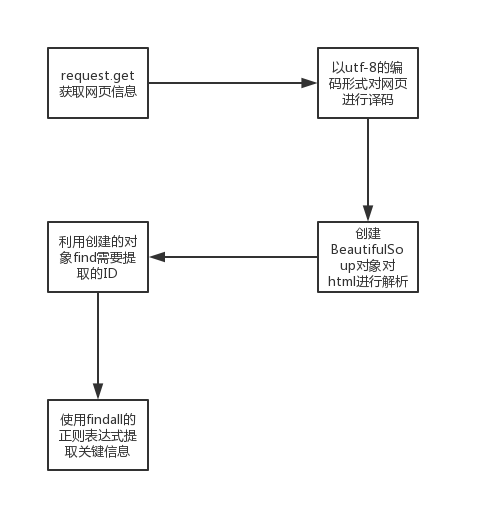 request.get
获取网页信息
以utf-8的编
码形式对网页
进行译码
创建
BeautifulSo
up对象对
html进行解析
利用创建的对
象find需要提
取的ID
使用findall的
正则表达式提
取关键信息